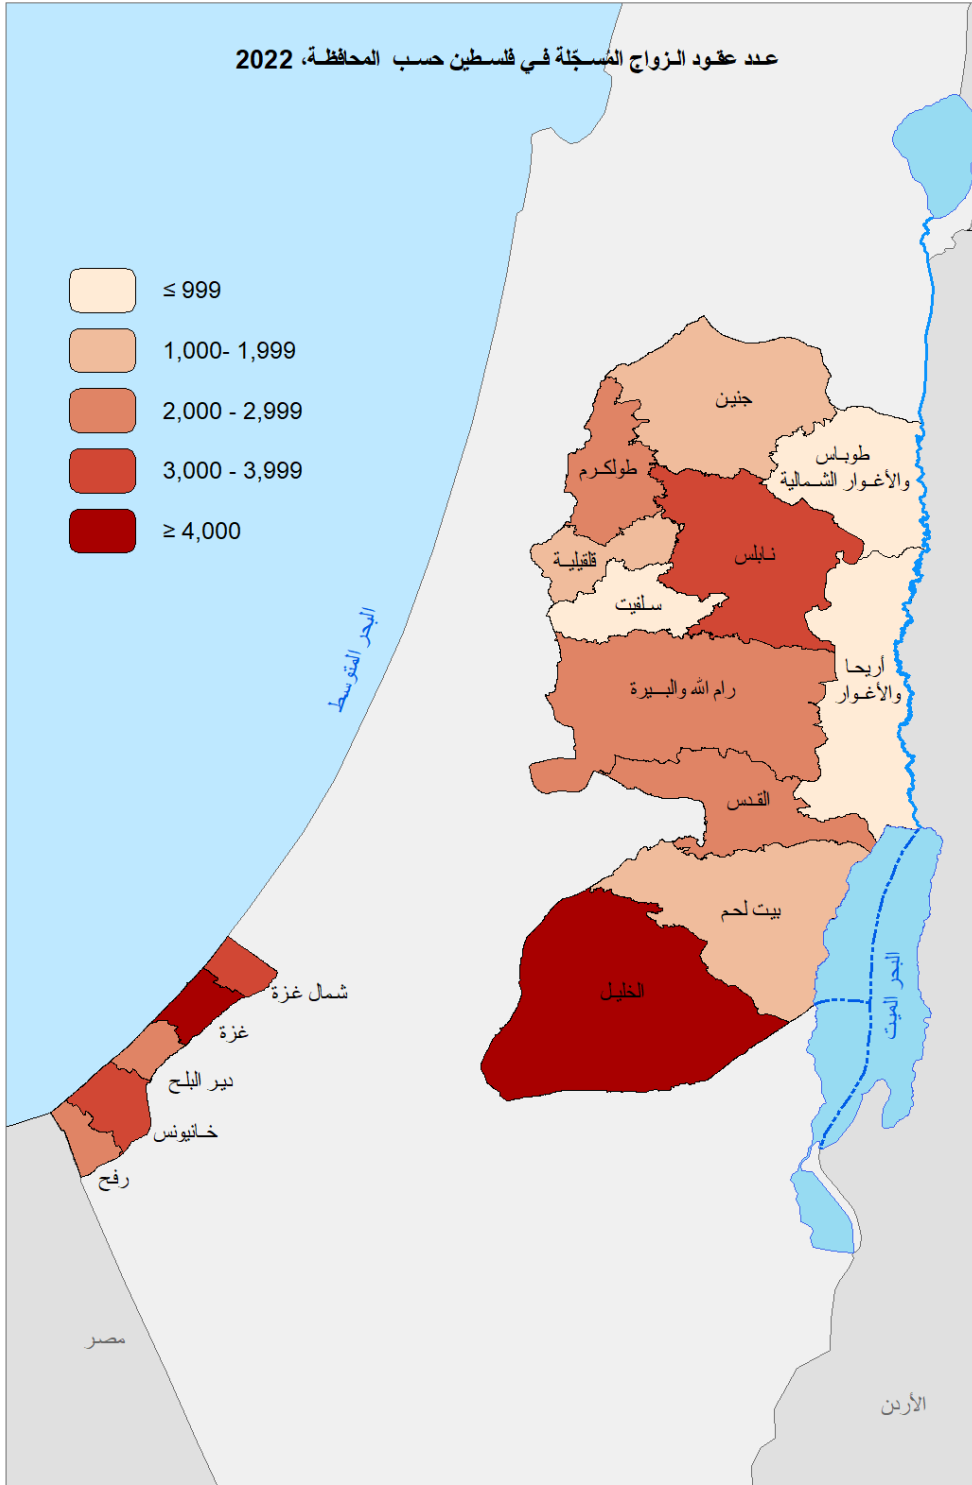 عدد عقود الزواج المُسجّلة في فلسطين حسب المحافظة، 2022
≤ 999
1,000- 1,999
2,000 - 2,999
3,000 - 3,999
≥ 4,000
جنين
طوباس
والأغوار الشمالية
طولكرم
نابلس
قلقيلية
سلفيت
أريحا
والأغوار
رام الله والبيرة
القدس
بيت لحم
الخليل
البحر المتوسط
البحر الميت
شمال غزة
غزة
دير البلح
خانيونس
رفح
مصر
الأردن